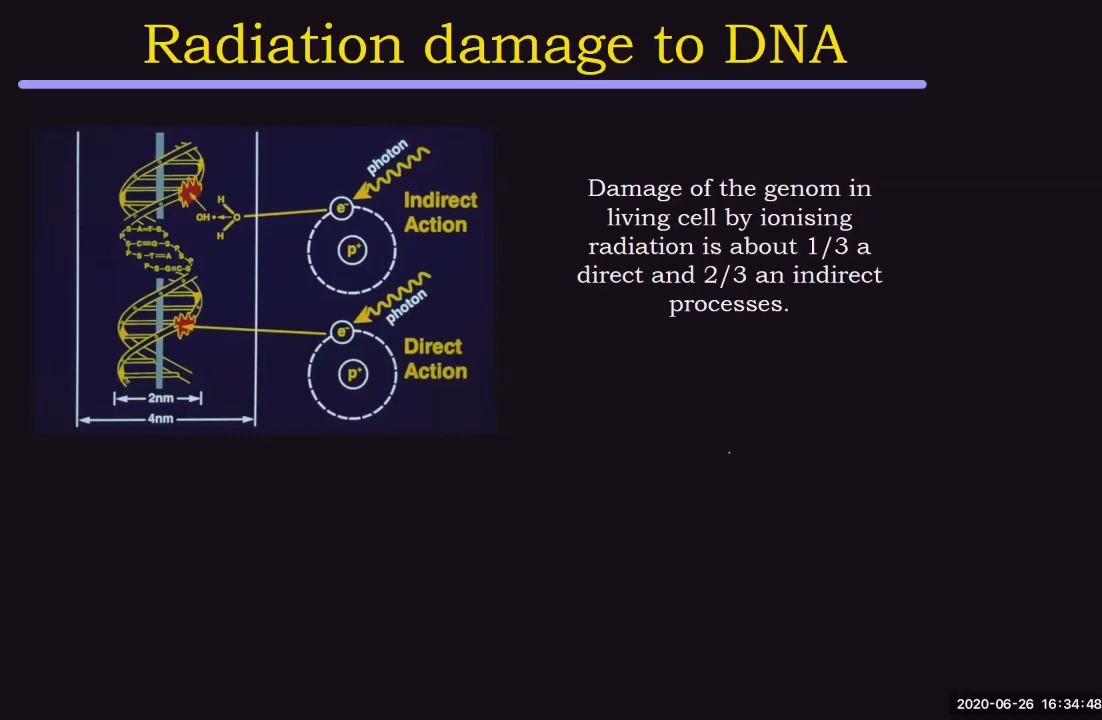 Radiation damage to DNA
photon
Indirect
Action
H
OH
O
H
e⁻
p⁺
S-A=T-S
P P
S-C≡G-S
P P
S-T=A S
P
P-S-G≡C-S
photon
e⁻
Direct
Action
p⁺
2nm
4nm
Damage of the genom in
living cell by ionising
radiation is about 1/3 a
direct and 2/3 an indirect
processes.
2020-06-26 16:34:48